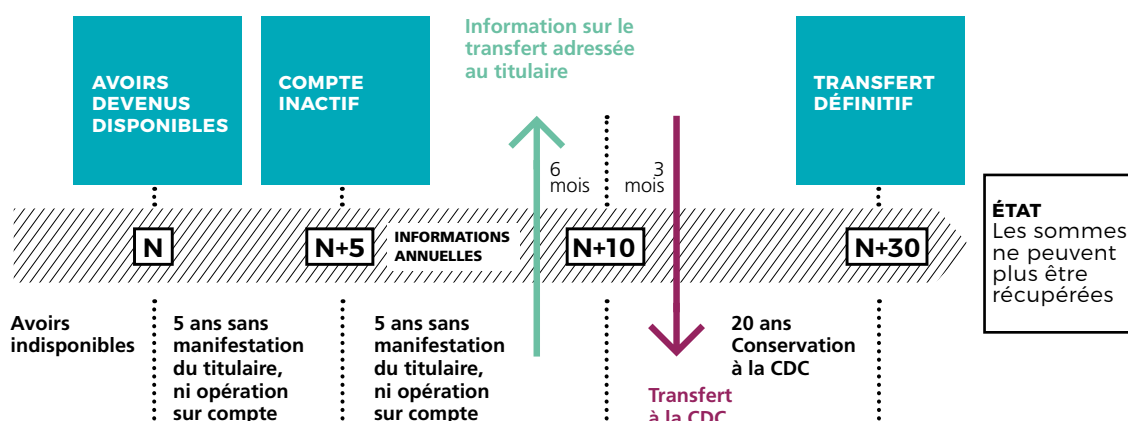 Information sur le
transfert adressée
au titulaire
AVOIRS
DEVENUS
DISPONIBLES
COMPTE
INACTIF
TRANSFERT
DÉFINITIF
6
mois
3
mois
N
N+5
INFORMATIONS
ANNUELLES
N+10
N+30
ÉTAT
Les sommes
ne peuvent
plus être
récupérées
Avoirs
indisponibles
5 ans sans
manifestation
du titulaire,
ni opération
sur compte
5 ans sans
manifestation
du titulaire,
ni opération
sur compte
20 ans
Conservation
à la CDC
Transfert
à la CDC